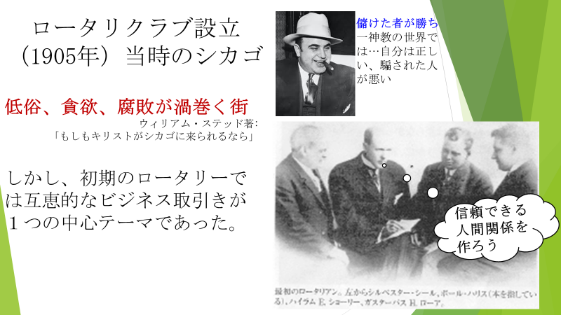 ロータリクラブ設立
（1905年）当時のシカゴ
儲けた者が勝ち
一神教の世界で
は…自分は正し
い、騙された人
が悪い
低俗、貪欲、腐敗が渦巻く街
ウィリアム・ステッド著:
「もしもキリストがシカゴに来られるなら」
しかし、初期のロータリーで
は互恵的なビジネス取引きが
１つの中心テーマであった。
信頼できる
人間関係を
作ろう
最初のロータリアン。左からシルベスター・シール、ポール・ハリス（本を指してい
る）、ハイラム E. ショーリー、ガスターバス H. ローア。